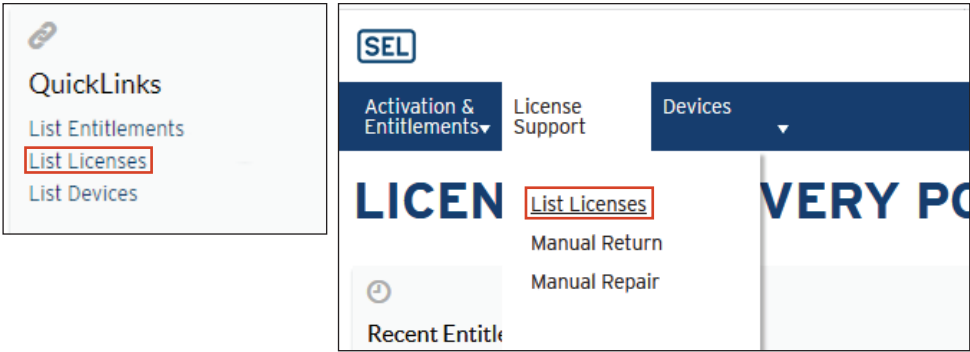 QuickLinks
List Entitlements
List Licenses
List Devices
SEL
Activation &
Entitlements
License
Support
Devices
LICEN VERY PO
List Licenses
Manual Return
Manual Repair
Recent Entitle